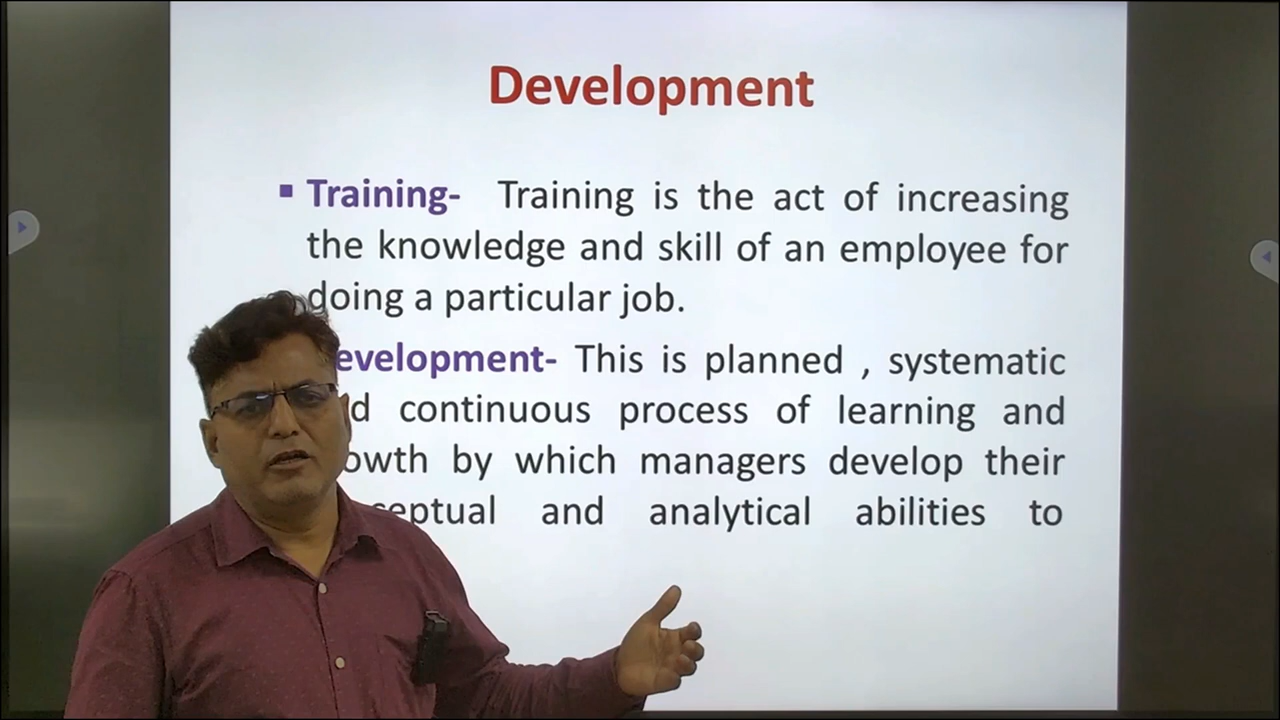 Development
▪ Training- Training is the act of increasing
the knowledge and skill of an employee for
doing a particular job.
evelopment- This is planned , systematic
d continuous process of learning and
owth by which managers develop their
eptual and analytical abilities to